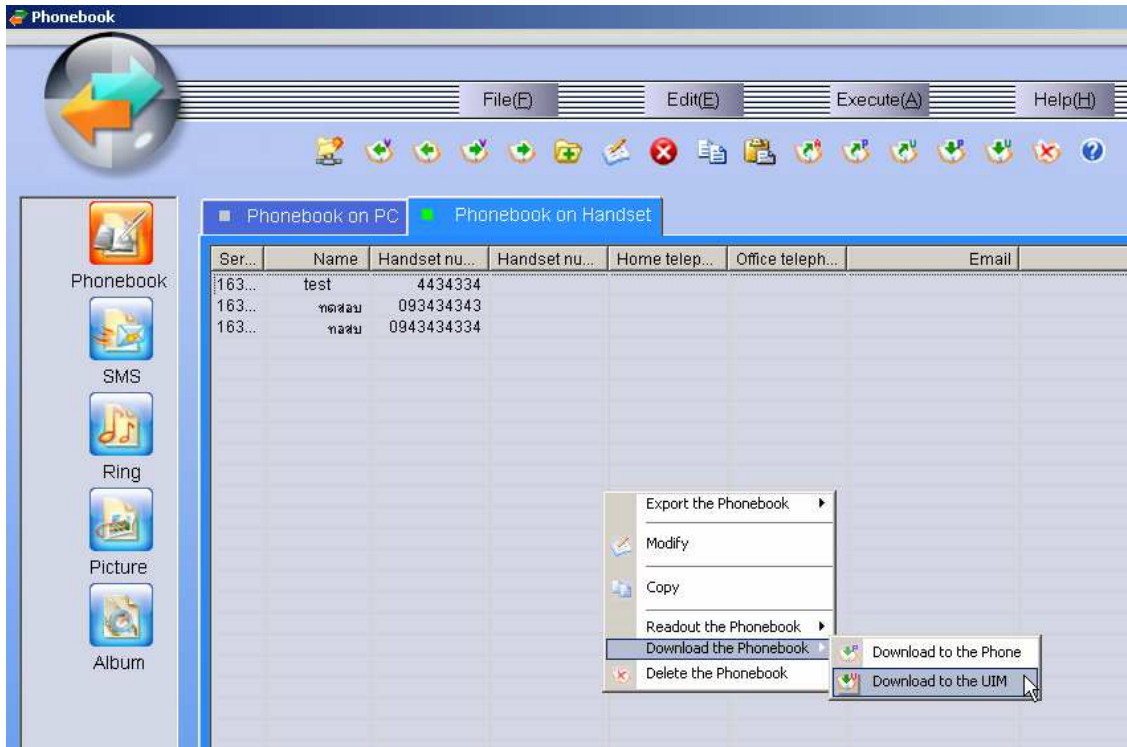 Phonebook
File(F) Edit(E) Execute(A) Help(H)
Phonebook on PC Phonebook on Handset
Ser... Name Handset nu... Handset nu... Home telep... Office teleph... Email
163... test 4434334
163... ทดสอบ 093434343
163... ทอสบ 0943434334
Phonebook
SMS
Ring
Picture
Album
Export the Phonebook
Modify
Copy
Readout the Phonebook
Download the Phonebook
Delete the Phonebook
Download to the Phone
Download to the UIM